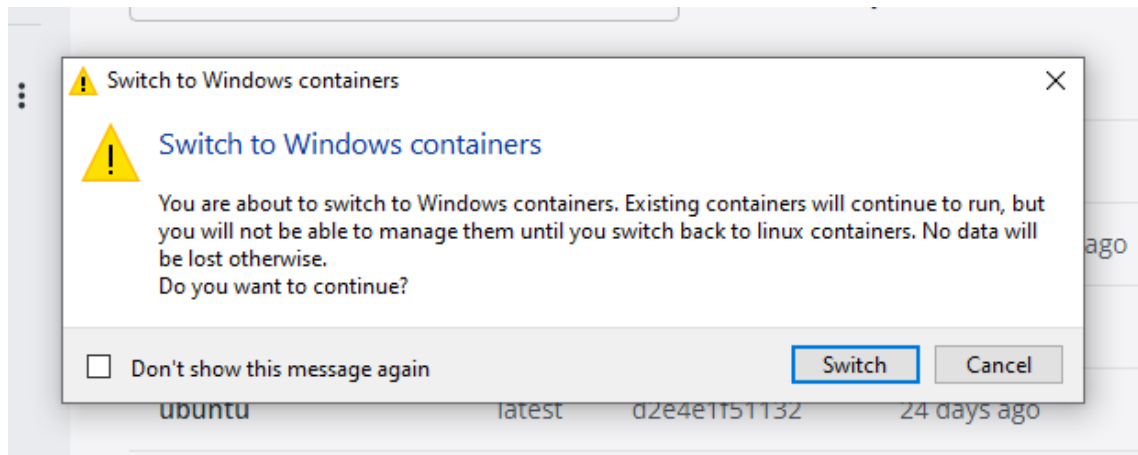 Switch to Windows containers
Switch to Windows containers
You are about to switch to Windows containers. Existing containers will continue to run, but
you will not be able to manage them until you switch back to linux containers. No data will
be lost otherwise.
Do you want to continue?
ago
Don't show this message again
Switch
Cancel
ubuntu latest d2e4e1f51132 24 days ago